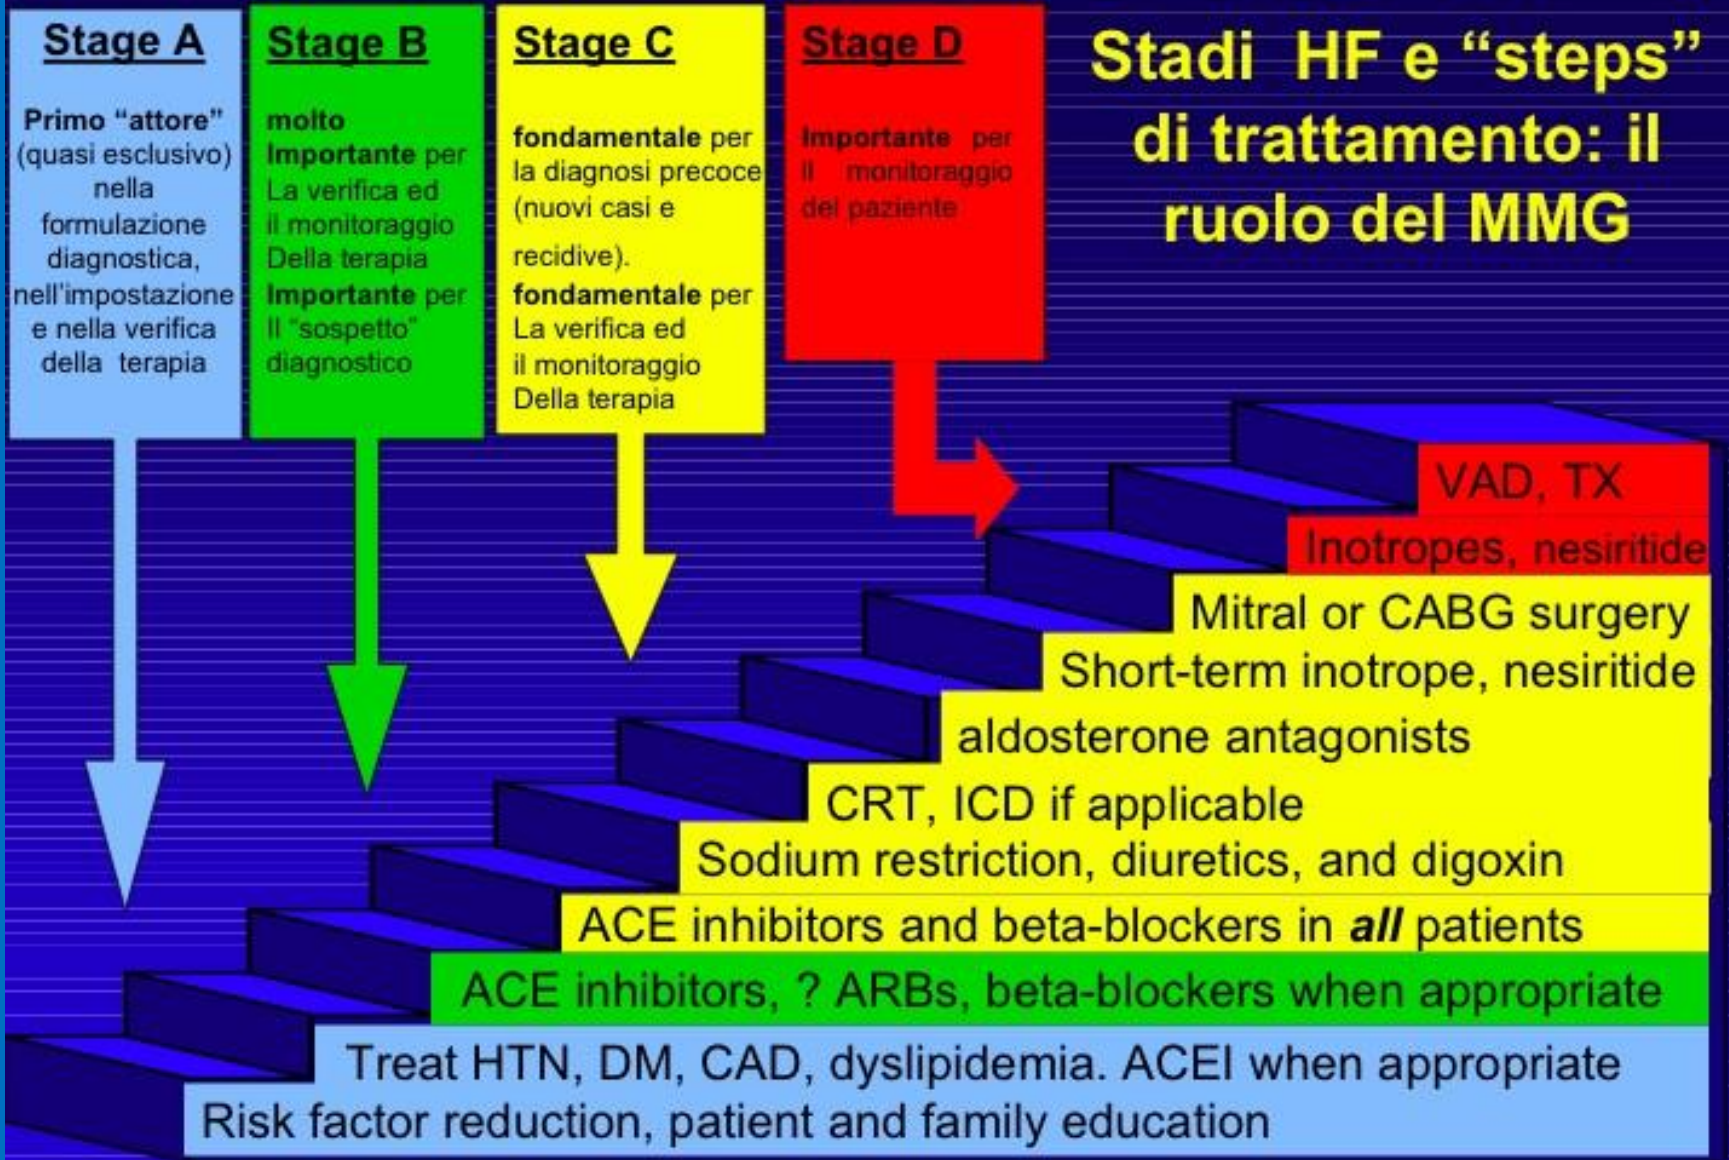 Stage A
Primo “attore”
(quasi esclusivo)
nella
formulazione
diagnostica,
nell'impostazione
e nella verifica
della terapia
Stage B
molto
Importante per
La verifica ed
il monitoraggio
Della terapia
Importante per
Il “sospetto”
diagnostico
Stage C
fondamentale per
la diagnosi precoce
(nuovi casi e
recidive).
fondamentale per
La verifica ed
il monitoraggio
Della terapia
Stage D
Importante per
il monitoraggio
del paziente
Stadi HF e “steps”
di trattamento: il
ruolo del MMG
VAD, TX
Inotropes, nesiritide
Mitral or CABG surgery
Short-term inotrope, nesiritide
aldosterone antagonists
CRT, ICD if applicable
Sodium restriction, diuretics, and digoxin
ACE inhibitors and beta-blockers in all patients
ACE inhibitors, ? ARBs, beta-blockers when appropriate
Treat HTN, DM, CAD, dyslipidemia. ACEI when appropriate
Risk factor reduction, patient and family education